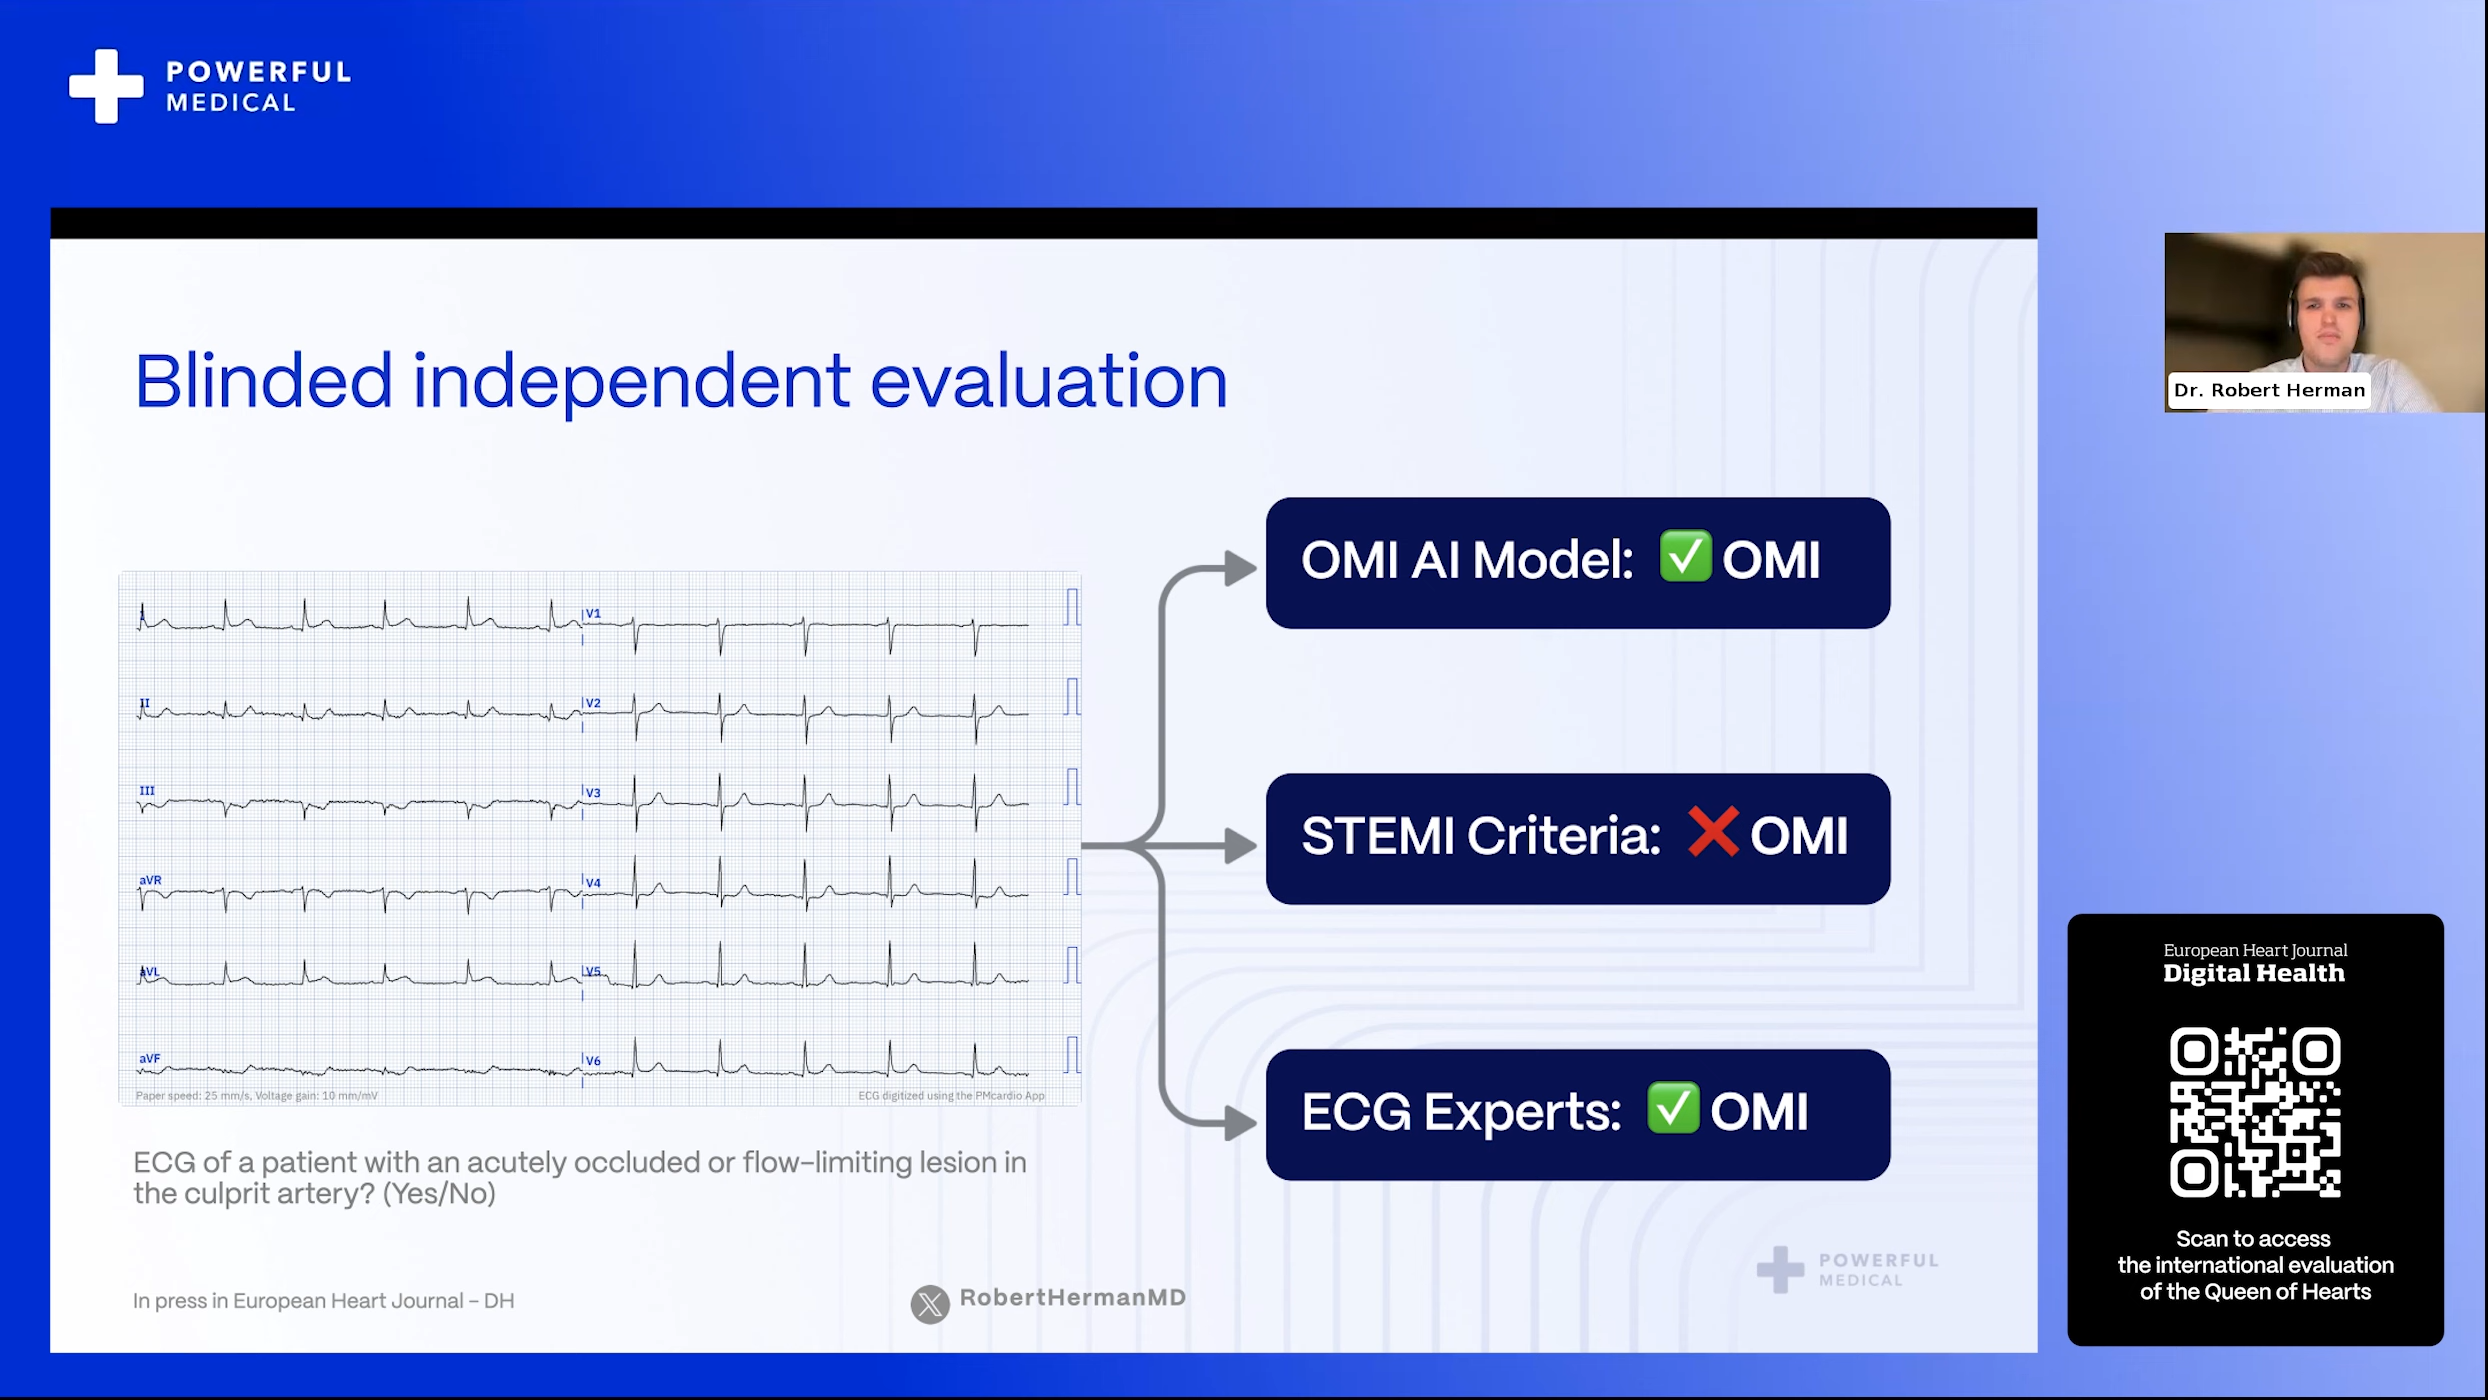 POWERFUL
MEDICAL
Blinded independent evaluation
I
V1
II
V2
III
V3
aVR
V4
aVL
V5
aVF
V6
Paper speed: 25 mm/s, Voltage gain: 10 mm/mV
ECG digitized using the PMcardio App
OMI AI Model: ✅ OMI
STEMI Criteria: ❌ OMI
ECG Experts: ✅ OMI
ECG of a patient with an acutely occluded or flow-limiting lesion in
the culprit artery? (Yes/No)
In press in European Heart Journal – DH
RobertHermanMD
POWERFUL
MEDICAL
Dr. Robert Herman
European Heart Journal
Digital Health
Scan to access
the international evaluation
of the Queen of Hearts